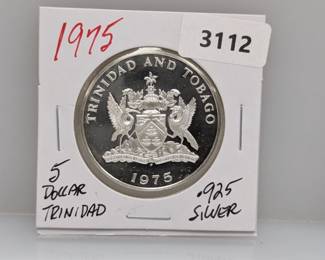 1975
3112
TRINIDAD AND TOBAGO
1975
5
DOLLAR
TRINIDAD
.925
SILVER